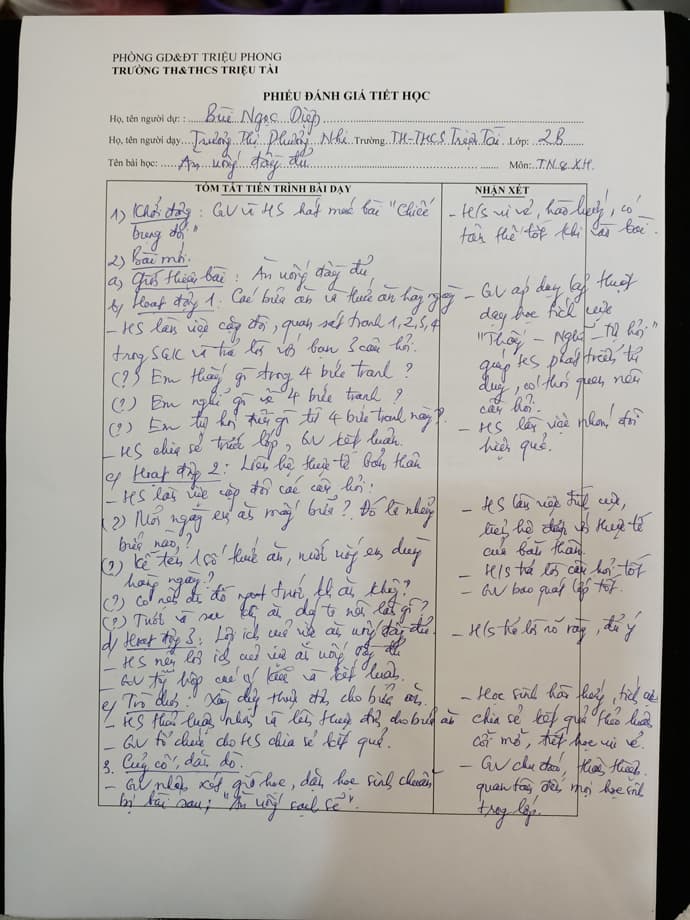 PHÒNG GD&ĐT TRIỆU PHONG
TRƯỜNG TH&THCS TRIỆU TÀI
PHIẾU ĐÁNH GIÁ TIẾT HỌC
Họ, tên người dự: : Bùi Ngọc Diệp
Họ, tên người dạy Trương Thị Phương Nhi Trường: TH-THCS Triệu Tài Lớp: 2B
Tên bài học: Ăn uống đầy đủ Môn: TN&XH.
TÓM TẮT TIẾN TRÌNH BÀI DẠY
1) Khởi động: GV và HS hát múa bài "Chiếc
bụng đói"
2) Bài mới.
a) Giới thiệu bài: Ăn uống đầy đủ
b) Hoạt động 1: Các bữa ăn và thức ăn hàng ngày
- HS làm việc cặp đôi, quan sát tranh 1, 2, 3, 4
trong SGK và trả lời với bạn 3 câu hỏi.
(?) Em thấy gì trong 4 bức tranh?
(?) Em nghĩ gì về 4 bức tranh?
(?) Em tự hỏi điều gì từ 4 bức tranh này?
- HS chia sẻ trước lớp, GV kết luận.
c) Hoạt động 2: Liên hệ thực tế bản thân
- HS làm việc cặp đôi các câu hỏi:
(?) Mỗi ngày em ăn mấy bữa? Đó là những
bữa nào?
(?) Kể tên 1 số thức ăn, nước uống em dùng
hàng ngày?
(?) Có nên ăn đồ ngọt trước khi ăn không?
(?) Trước và sau khi ăn chúng ta nên làm gì?
d) Hoạt động 3: Lợi ích của việc ăn uống đầy đủ.
- HS nêu lợi ích của việc ăn uống đầy đủ
- GV tổng hợp các ý kiến và kết luận.
e) Trò chơi: Xây dựng thực đơn cho bữa ăn.
- HS thảo luận nhóm và lên thực đơn cho bữa ăn
- GV tổ chức cho HS chia sẻ kết quả.
3. Củng cố, dặn dò.
- GV nhận xét giờ học, dặn học sinh chuẩn
bị bài sau: "Ăn uống sạch sẽ".
NHẬN XÉT
- HS vui vẻ, hào hứng, có
tâm thế tốt khi vào bài.
- GV áp dụng kỹ thuật
dạy học tích cực
"Thấy - Nghĩ - Tự hỏi"
giúp HS phát triển tư
duy, có thói quen nêu
câu hỏi.
- HS làm việc nhóm đôi
hiệu quả.
- HS làm việc tích cực,
liên hệ với thực tế
của bản thân.
- HS trả lời câu hỏi tốt
- GV bao quát lớp tốt.
- HS trả lời rõ ràng, đủ ý
- Học sinh hào hứng, tích cực
chia sẻ kết quả thảo luận
cởi mở, tiết học vui vẻ.
- GV chu đáo, thân thiện.
quan tâm đến mọi học sinh
trong lớp.